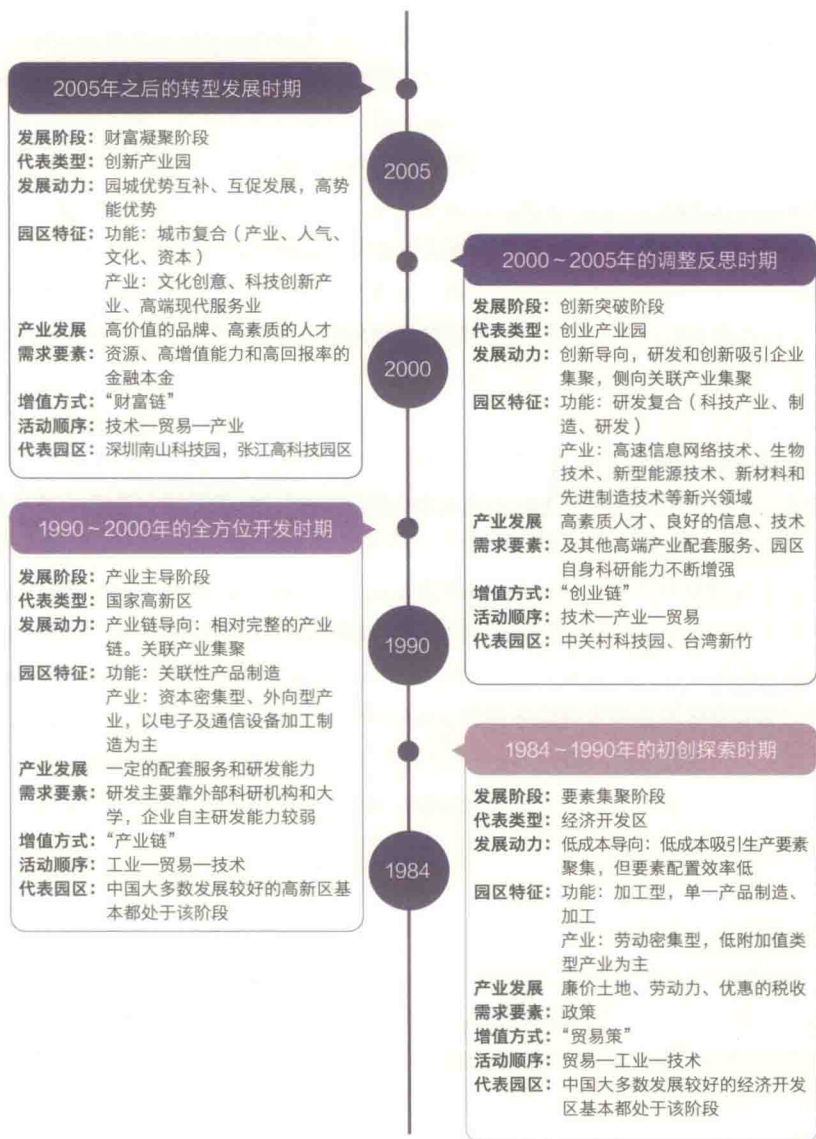 2005年之后的转型发展时期
发展阶段：财富凝聚阶段
代表类型：创新产业园
发展动力：园城优势互补、互促发展，高势
能优势
园区特征：功能：城市复合（产业、人气、
文化、资本）
产业：文化创意、科技创新产
业、高端现代服务业
产业发展 高价值的品牌、高素质的人才
需求要素：资源、高增值能力和高回报率的
金融本金
增值方式：“财富链”
活动顺序：技术—贸易—产业
代表园区：深圳南山科技园，张江高科技园区
2005
2000～2005年的调整反思时期
发展阶段：创新突破阶段
代表类型：创业产业园
发展动力：创新导向，研发和创新吸引企业
集聚，侧向关联产业集聚
园区特征：功能：研发复合（科技产业、制
造、研发）
产业：高速信息网络技术、生物
技术、新型能源技术、新材料和
先进制造技术等新兴领域
产业发展 高素质人才、良好的信息、技术
需求要素：及其他高端产业配套服务、园区
自身科研能力不断增强
增值方式：“创业链”
活动顺序：技术—产业—贸易
代表园区：中关村科技园、台湾新竹
2000
1990～2000年的全方位开发时期
发展阶段：产业主导阶段
代表类型：国家高新区
发展动力：产业链导向：相对完整的产业
链。关联产业集聚
园区特征：功能：关联性产品制造
产业：资本密集型、外向型产
业，以电子及通信设备加工制
造为主
产业发展 一定的配套服务和研发能力
需求要素：研发主要靠外部科研机构和大
学，企业自主研发能力较弱
增值方式：“产业链”
活动顺序：工业—贸易—技术
代表园区：中国大多数发展较好的高新区基
本都处于该阶段
1990
1984～1990年的初创探索时期
发展阶段：要素集聚阶段
代表类型：经济开发区
发展动力：低成本导向：低成本吸引生产要素
聚集，但要素配置效率低
园区特征：功能：加工型，单一产品制造、
加工
产业：劳动密集型，低附加值类
型产业为主
产业发展 廉价土地、劳动力、优惠的税收
需求要素：政策
增值方式：“贸易策”
活动顺序：贸易—工业—技术
代表园区：中国大多数发展较好的经济开发
区基本都处于该阶段
1984